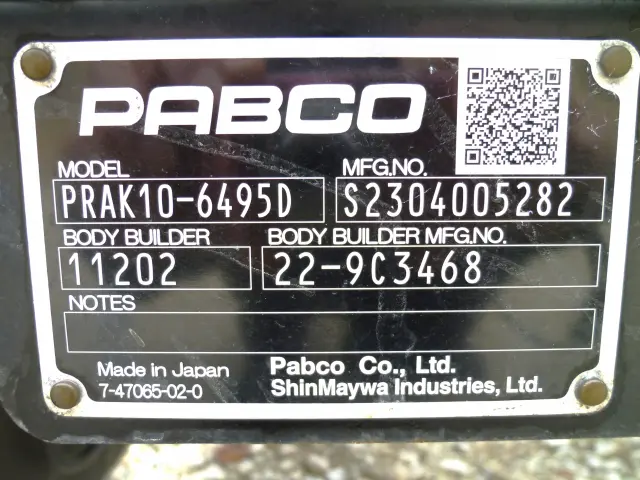 PABCO
MODEL MFG.NO.
PRAK10-6495D S2304005282
BODY BUILDER BODY BUILDER MFG.NO.
11202 22-9C3468
NOTES
Made in Japan Pabco Co., Ltd.
7-47065-02-0 ShinMaywa Industries, Ltd.